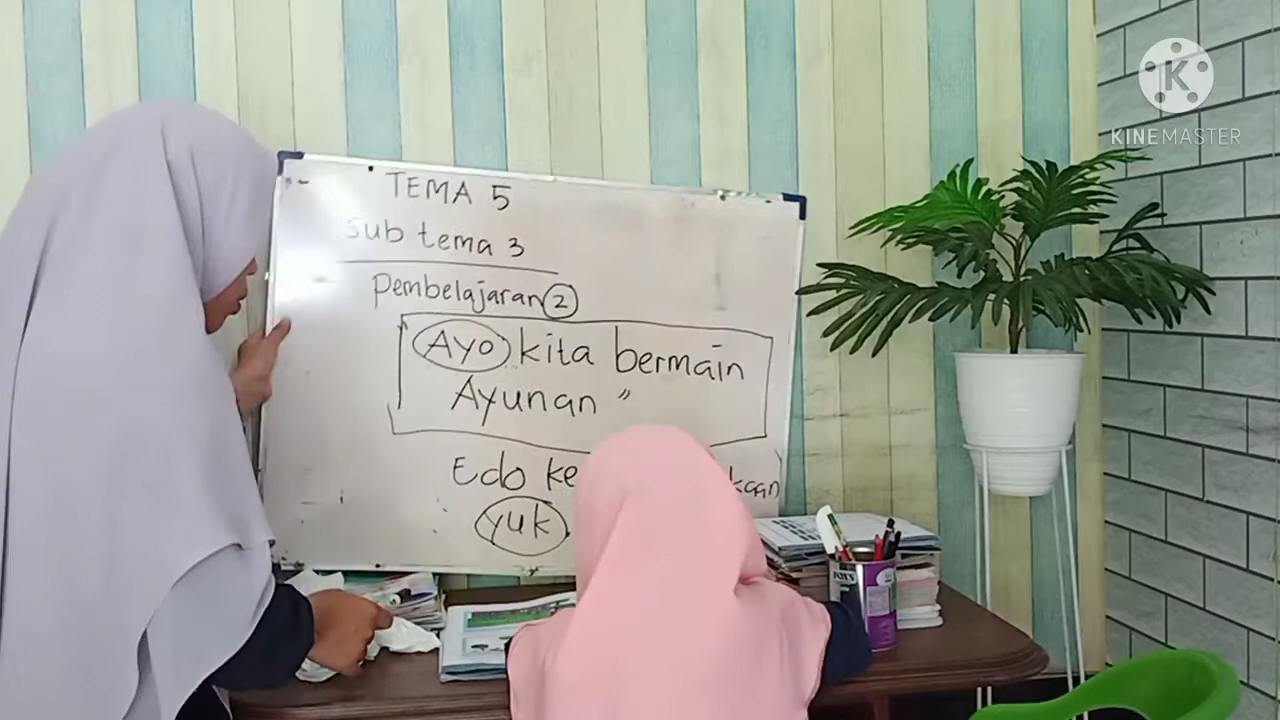 TEMA 5
Sub tema 3
Pembelajaran 2
Ayo kita bermain
Ayunan "
Edo ke
yuk
KINEMASTER